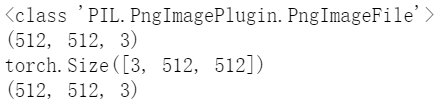 <class 'PIL.PngImagePlugin.PngImageFile'>
(512, 512, 3)
torch.Size([3, 512, 512])
(512, 512, 3)